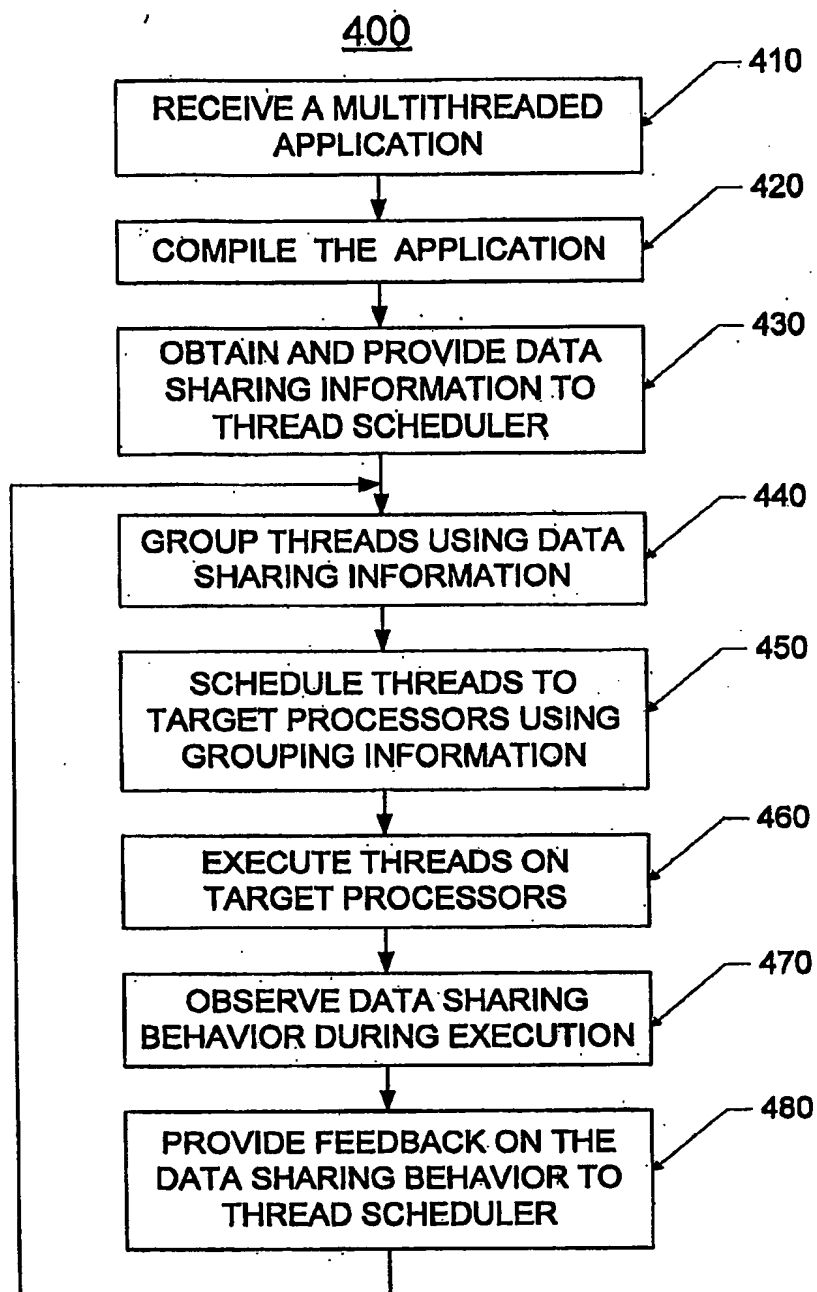 400
410
RECEIVE A MULTITHREADED
APPLICATION
420
COMPILE THE APPLICATION
430
OBTAIN AND PROVIDE DATA
SHARING INFORMATION TO
THREAD SCHEDULER
440
GROUP THREADS USING DATA
SHARING INFORMATION
450
SCHEDULE THREADS TO
TARGET PROCESSORS USING
GROUPING INFORMATION
460
EXECUTE THREADS ON
TARGET PROCESSORS
470
OBSERVE DATA SHARING
BEHAVIOR DURING EXECUTION
480
PROVIDE FEEDBACK ON THE
DATA SHARING BEHAVIOR TO
THREAD SCHEDULER